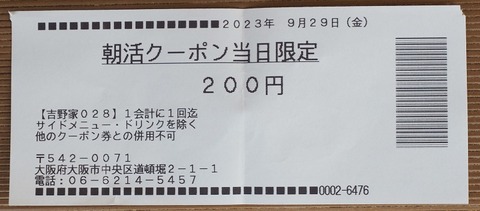 2023年 9月29日(金)
朝活クーポン当日限定
200円
【吉野家028】1会計に1回迄
サイドメニュー・ドリンクを除く
他のクーポン券との併用不可
〒542-0071
大阪府大阪市中央区道頓堀2-1-1
電話:06-6214-5457
0002-6476